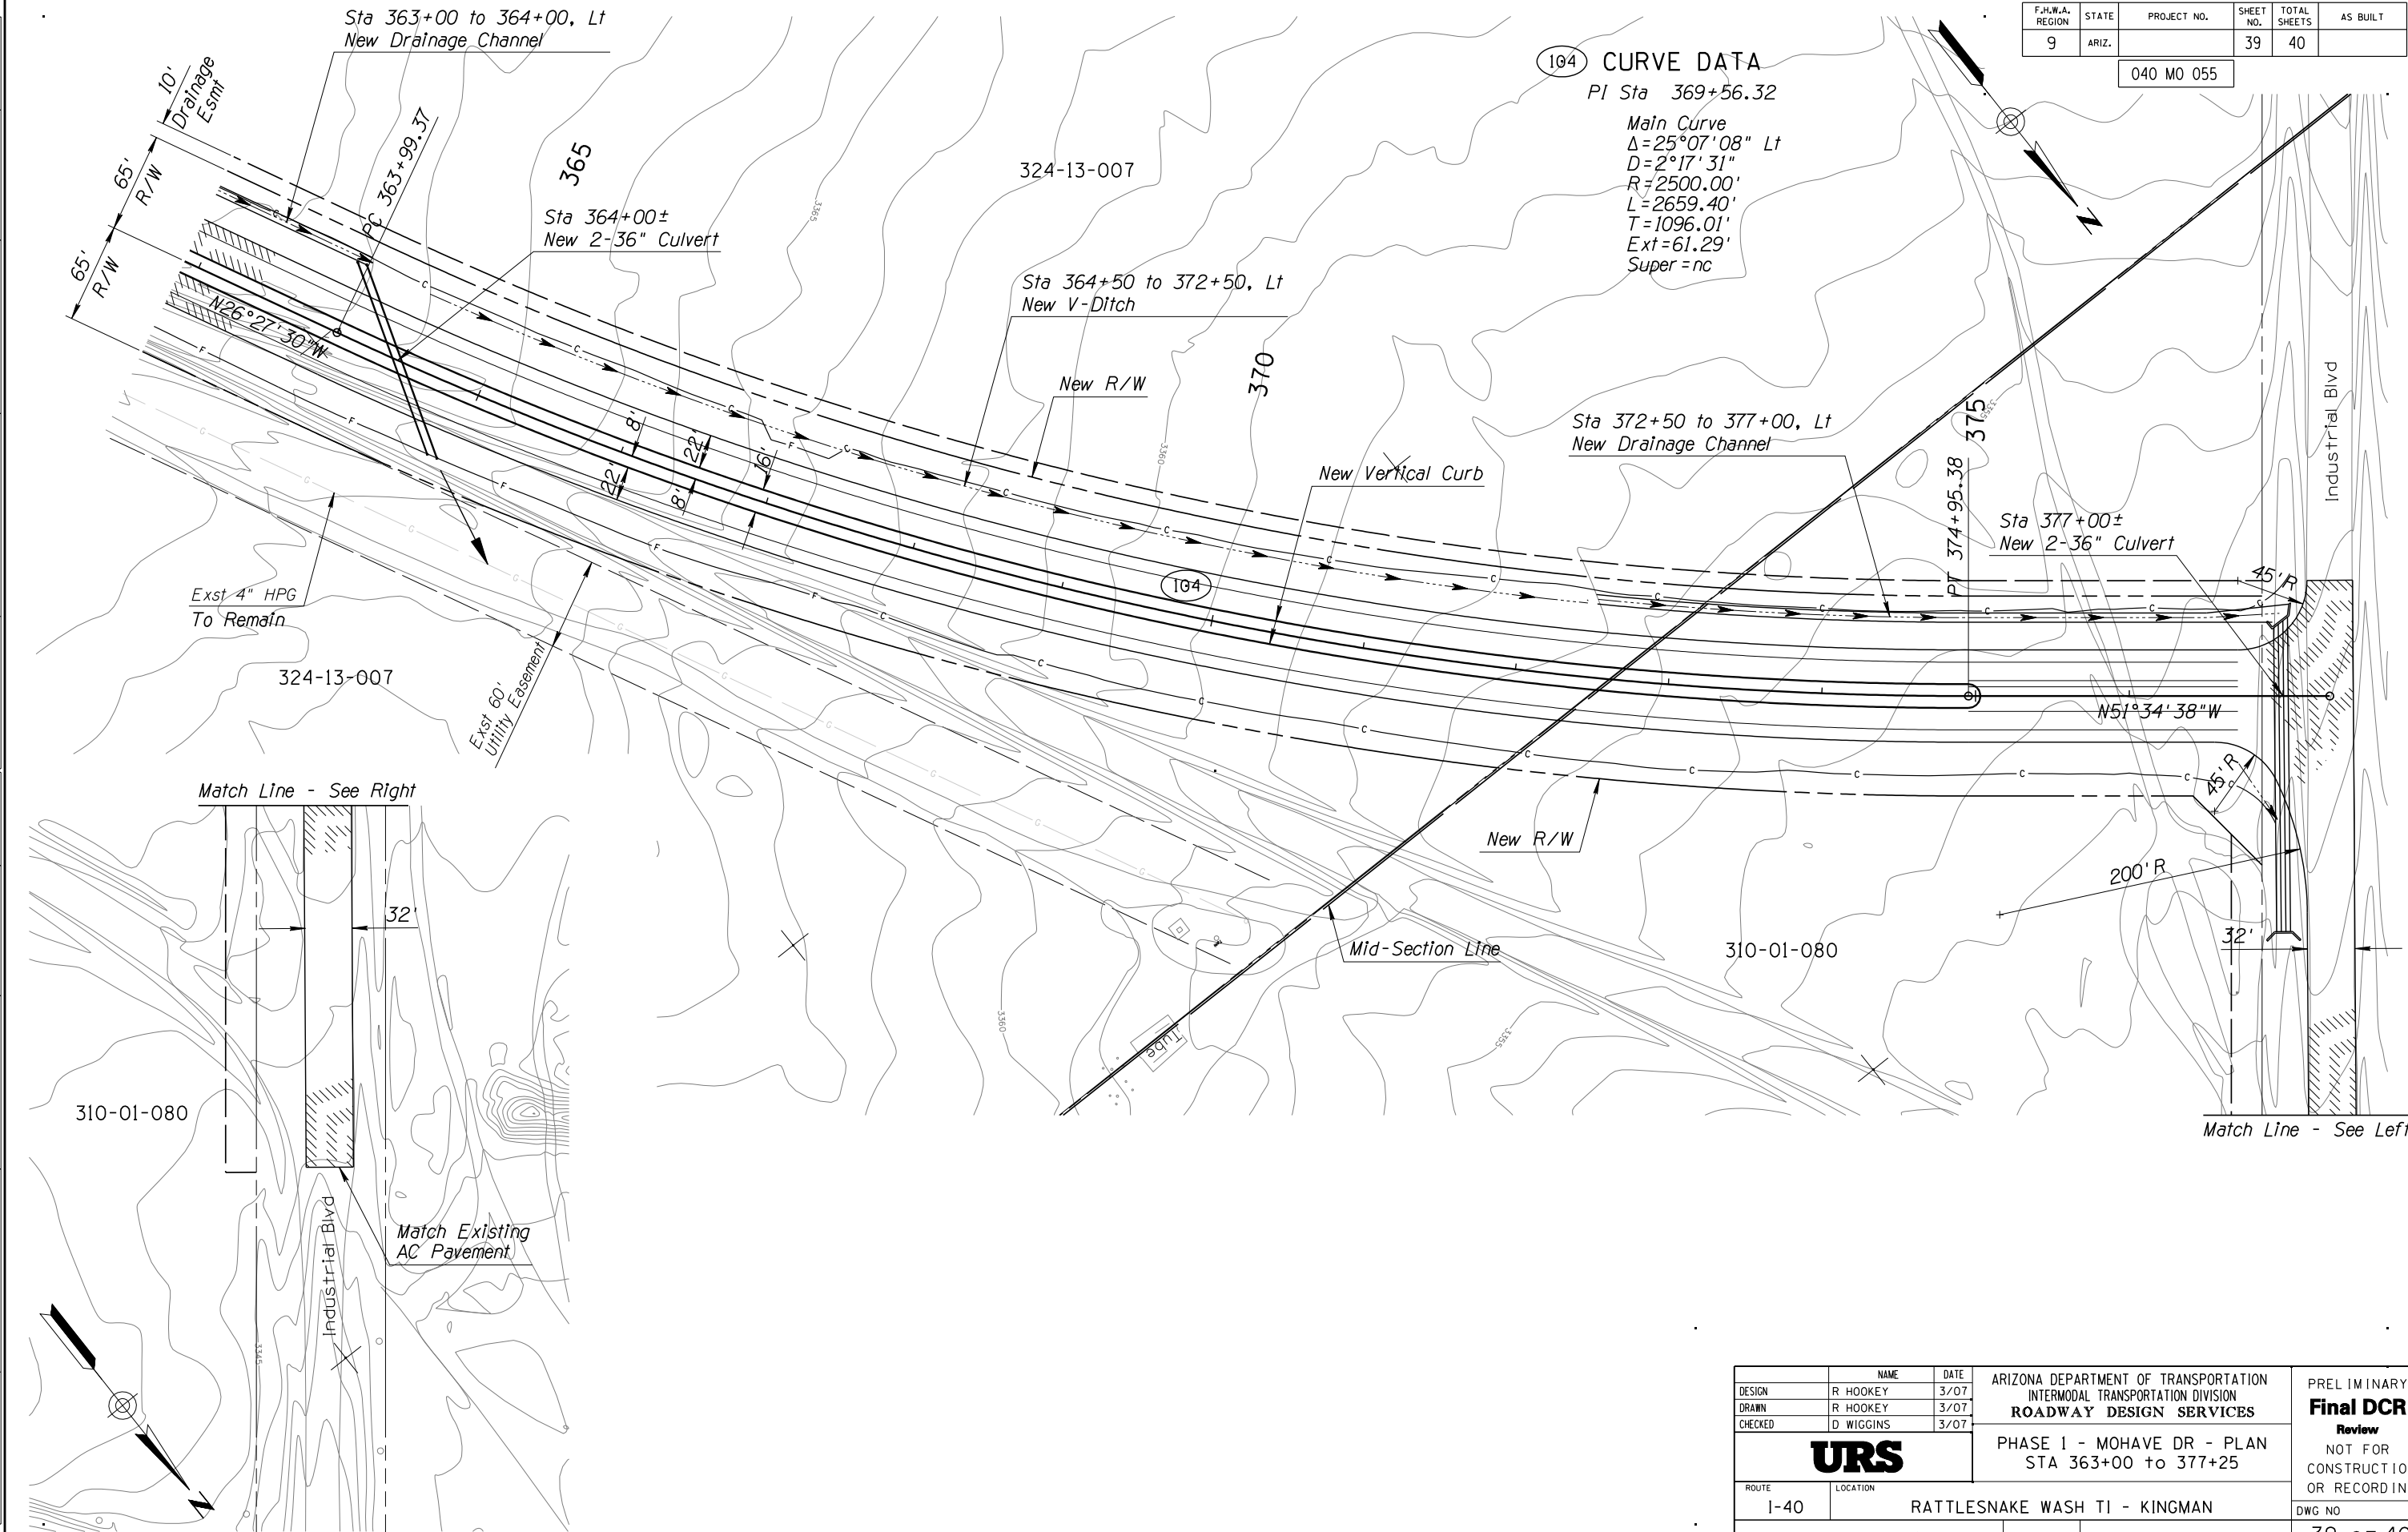 Sta 363+00 to 364+00, Lt
New Drainage Channel
10'
Drainage
Esmt
65'
R/W
65'
R/W
PC 363+99.37
365
Sta 364+00±
New 2-36" Culvert
N26°27'30"W
324-13-007
3365
104 CURVE DATA
PI Sta 369+56.32
Main Curve
Δ=25°07'08" Lt
D=2°17'31"
R=2500.00'
L=2659.40'
T=1096.01'
Ext=61.29'
Super=nc
N
F.H.W.A. REGION
STATE
PROJECT NO.
SHEET NO.
TOTAL SHEETS
AS BUILT
9
ARIZ.
39
40
040 MO 055
Sta 364+50 to 372+50, Lt
New V-Ditch
New R/W
370
3360
8'
22'
16'
22'
8'
New Vertical Curb
104
Sta 372+50 to 377+00, Lt
New Drainage Channel
375
3355
PT 374+95.38
Sta 377+00±
New 2-36" Culvert
Industrial Blvd
45'R
N51°34'38"W
45'R
200'R
32'
Exst 4" HPG
To Remain
324-13-007
Exst 60'
Utility Easement
New R/W
Mid-Section Line
310-01-080
3360
3355
Tube
Match Line - See Left
Match Line - See Right
32'
310-01-080
Match Existing
AC Pavement
Industrial Blvd
3345
N
NAME
DATE
DESIGN
R HOOKEY
3/07
DRAWN
R HOOKEY
3/07
CHECKED
D WIGGINS
3/07
URS
ARIZONA DEPARTMENT OF TRANSPORTATION
INTERMODAL TRANSPORTATION DIVISION
ROADWAY DESIGN SERVICES
PHASE 1 - MOHAVE DR - PLAN
STA 363+00 to 377+25
ROUTE
I-40
LOCATION
RATTLESNAKE WASH TI - KINGMAN
PRELIMINARY
Final DCR
Review
NOT FOR
CONSTRUCTIO
OR RECORDIN
DWG NO